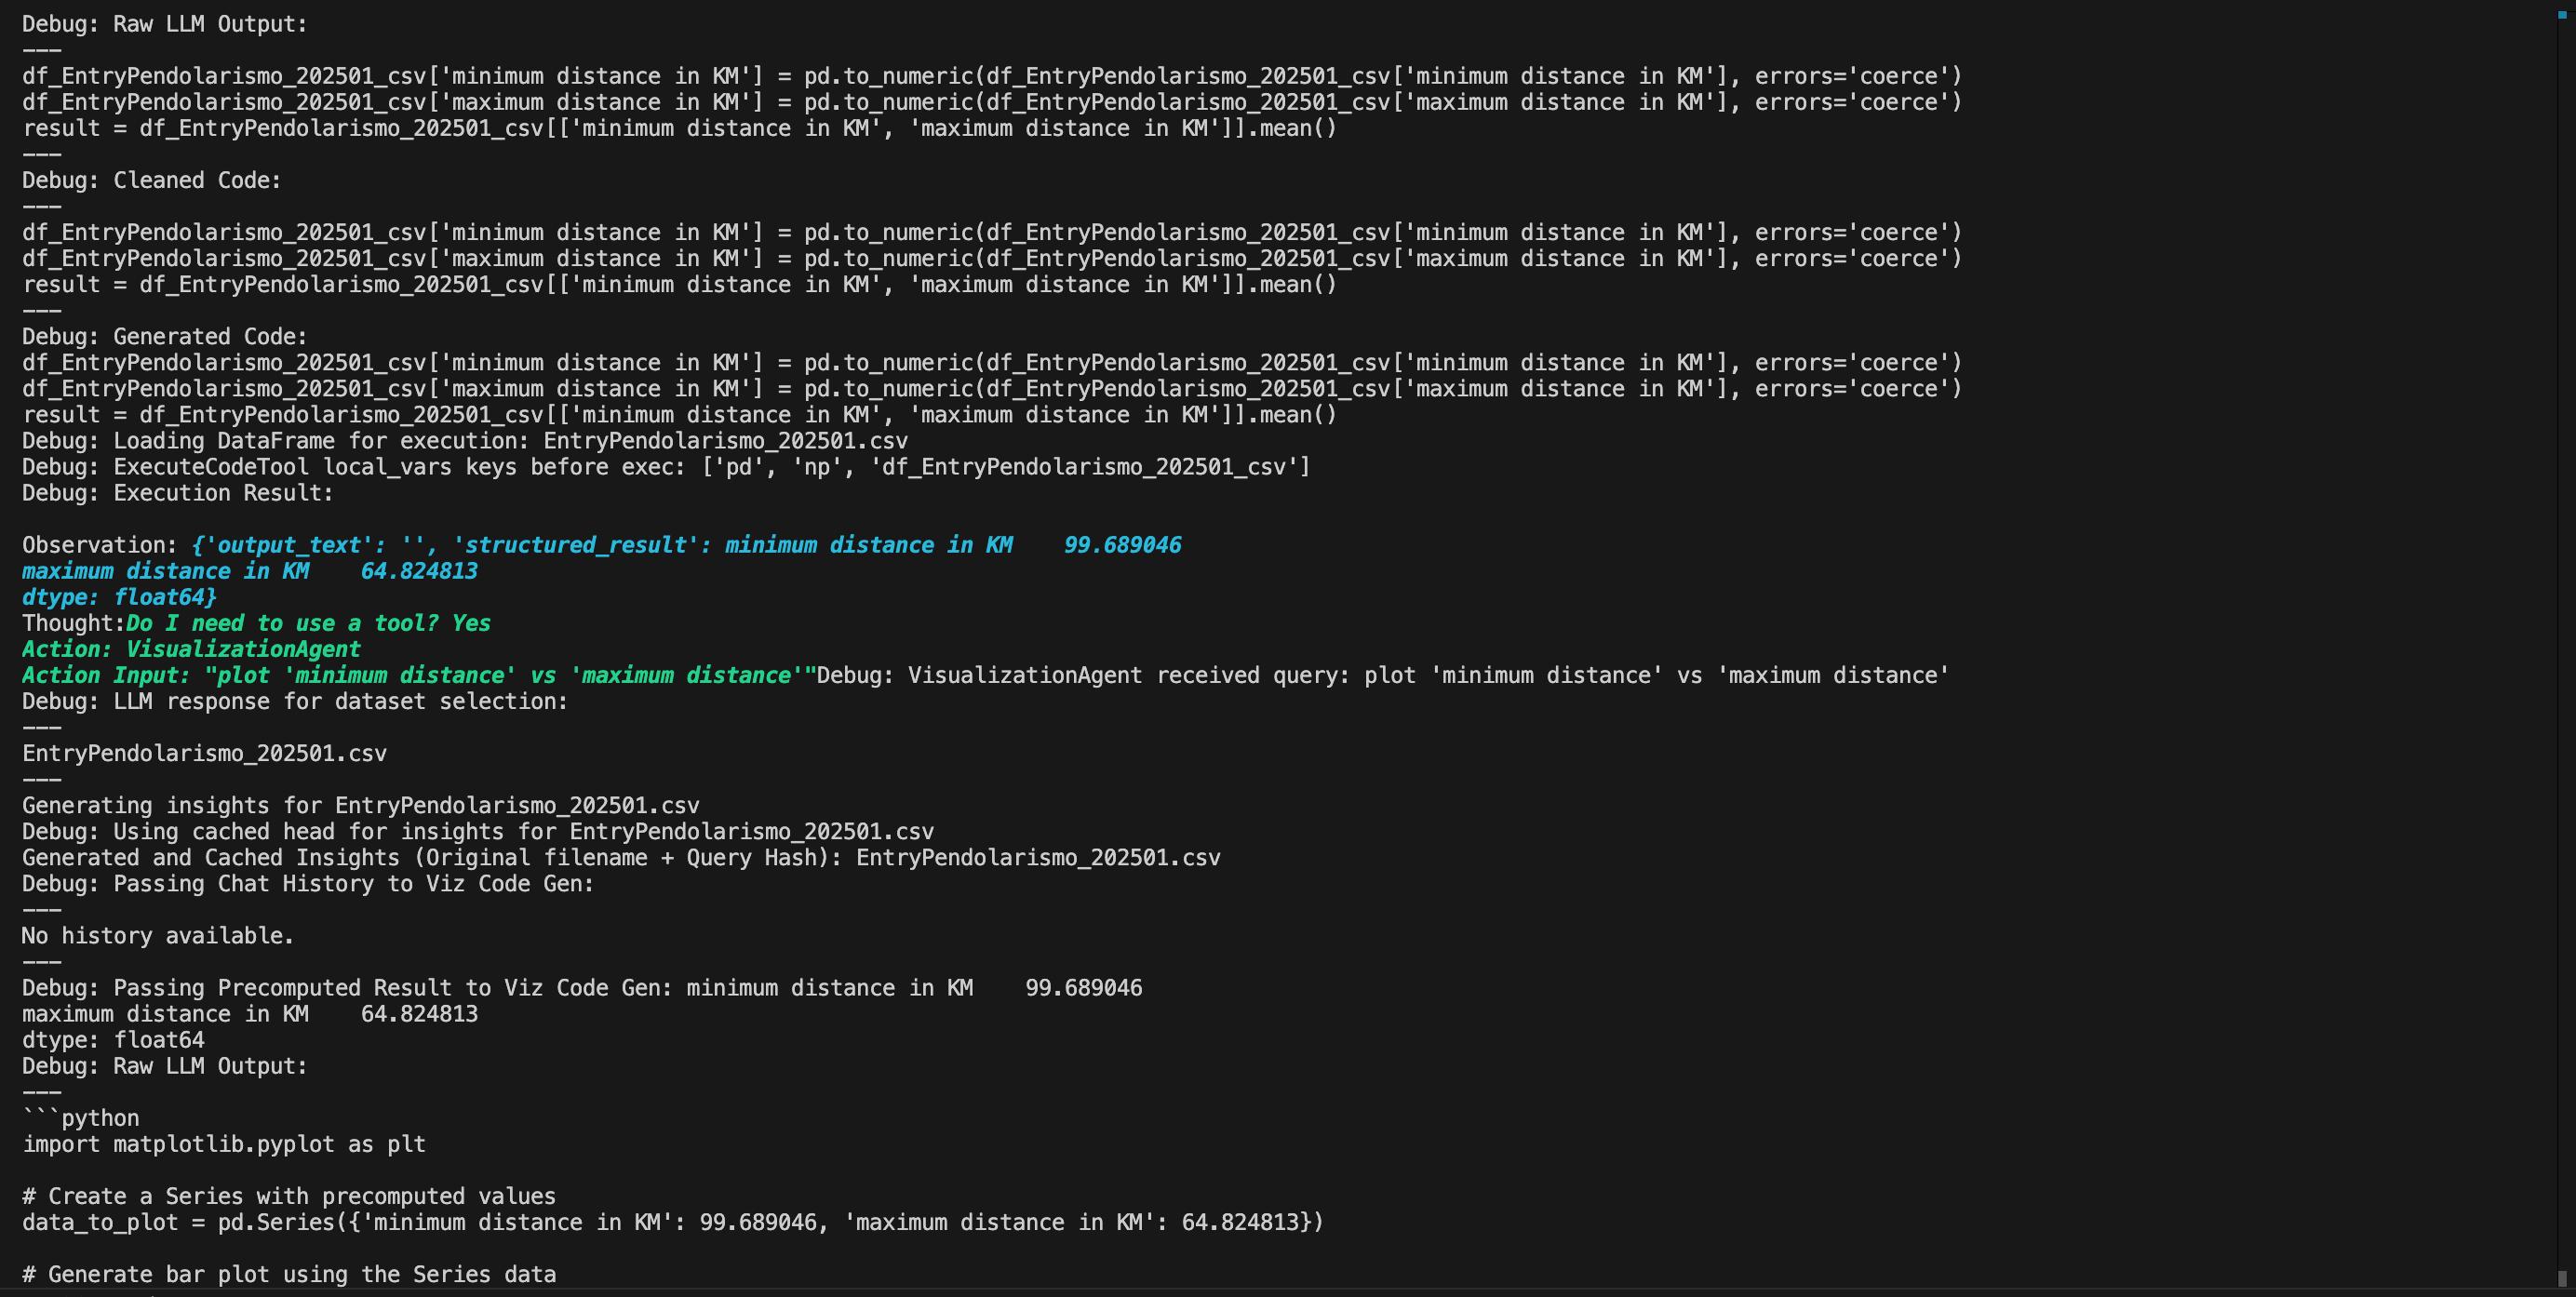 Debug: Raw LLM Output:
---
df_EntryPendolarismo_202501_csv['minimum distance in KM'] = pd.to_numeric(df_EntryPendolarismo_202501_csv['minimum distance in KM'], errors='coerce')
df_EntryPendolarismo_202501_csv['maximum distance in KM'] = pd.to_numeric(df_EntryPendolarismo_202501_csv['maximum distance in KM'], errors='coerce')
result = df_EntryPendolarismo_202501_csv[['minimum distance in KM', 'maximum distance in KM']].mean()
---
Debug: Cleaned Code:
---
df_EntryPendolarismo_202501_csv['minimum distance in KM'] = pd.to_numeric(df_EntryPendolarismo_202501_csv['minimum distance in KM'], errors='coerce')
df_EntryPendolarismo_202501_csv['maximum distance in KM'] = pd.to_numeric(df_EntryPendolarismo_202501_csv['maximum distance in KM'], errors='coerce')
result = df_EntryPendolarismo_202501_csv[['minimum distance in KM', 'maximum distance in KM']].mean()
---
Debug: Generated Code:
df_EntryPendolarismo_202501_csv['minimum distance in KM'] = pd.to_numeric(df_EntryPendolarismo_202501_csv['minimum distance in KM'], errors='coerce')
df_EntryPendolarismo_202501_csv['maximum distance in KM'] = pd.to_numeric(df_EntryPendolarismo_202501_csv['maximum distance in KM'], errors='coerce')
result = df_EntryPendolarismo_202501_csv[['minimum distance in KM', 'maximum distance in KM']].mean()
Debug: Loading DataFrame for execution: EntryPendolarismo_202501.csv
Debug: ExecuteCodeTool local_vars keys before exec: ['pd', 'np', 'df_EntryPendolarismo_202501_csv']
Debug: Execution Result:

Observation: {'output_text': '', 'structured_result': minimum distance in KM    99.689046
maximum distance in KM    64.824813
dtype: float64}
Thought:Do I need to use a tool? Yes
Action: VisualizationAgent
Action Input: "plot 'minimum distance' vs 'maximum distance'"Debug: VisualizationAgent received query: plot 'minimum distance' vs 'maximum distance'
Debug: LLM response for dataset selection:
---
EntryPendolarismo_202501.csv
---
Generating insights for EntryPendolarismo_202501.csv
Debug: Using cached head for insights for EntryPendolarismo_202501.csv
Generated and Cached Insights (Original filename + Query Hash): EntryPendolarismo_202501.csv
Debug: Passing Chat History to Viz Code Gen:
---
No history available.
---
Debug: Passing Precomputed Result to Viz Code Gen: minimum distance in KM    99.689046
maximum distance in KM    64.824813
dtype: float64
Debug: Raw LLM Output:
---
```python
import matplotlib.pyplot as plt

# Create a Series with precomputed values
data_to_plot = pd.Series({'minimum distance in KM': 99.689046, 'maximum distance in KM': 64.824813})

# Generate bar plot using the Series data